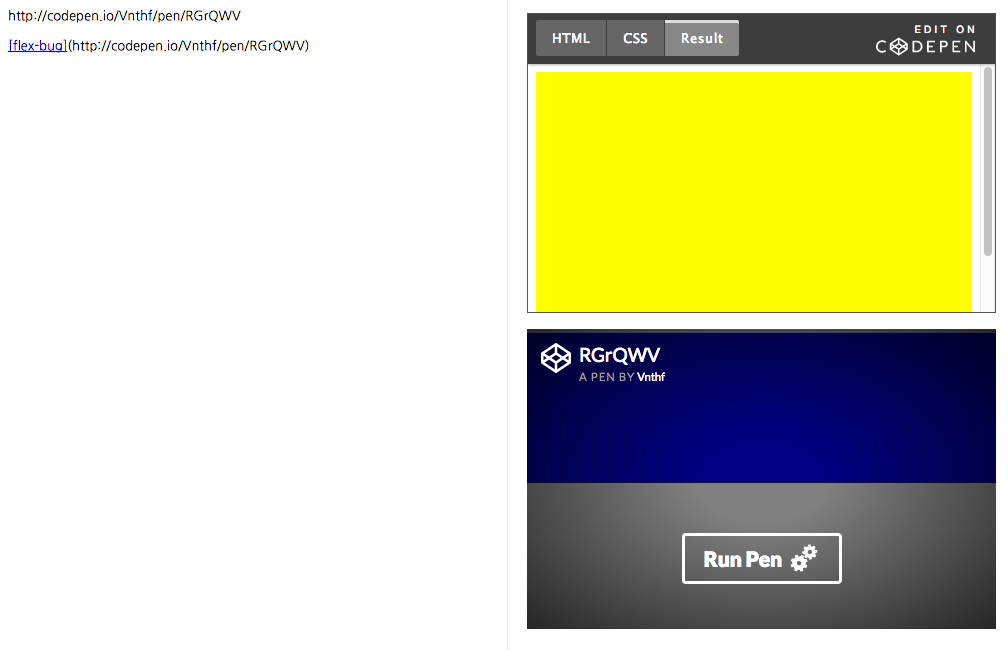 http://codepen.io/Vnthf/pen/RGrQWV
[flex-bug](http://codepen.io/Vnthf/pen/RGrQWV)
HTML CSS Result EDIT ON
CODEPEN
RGrQWV
A PEN BY Vnthf
Run Pen